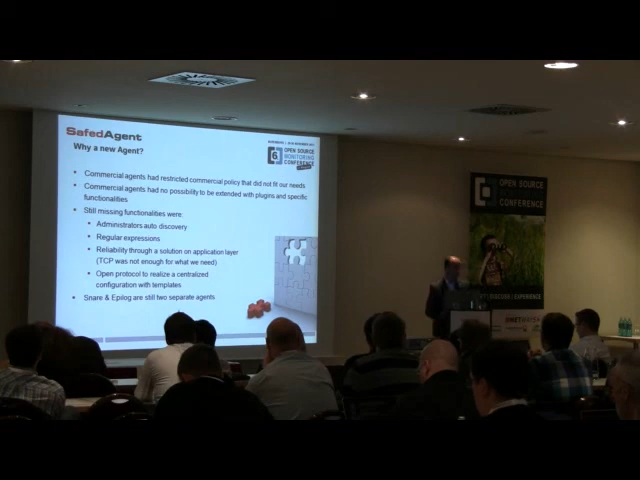 SafedAgent
Why a new Agent?
6.
OPEN SOURCE
MONITORING
CONFERENCE
Commercial agents had restricted commercial policy that did not fit our needs
Commercial agents had no possibility to be extended with plugins and specific
functionalities
Still missing functionalities were:
Administrators auto discovery
Regular expressions
Reliability through a solution on application layer
(TCP was not enough for what we need)
Open protocol to realize a centralized
configuration with templates
Snare & Epilog are still two separate agents
OPEN SOURCE
CONFERENCE
/ EXPERIENCE